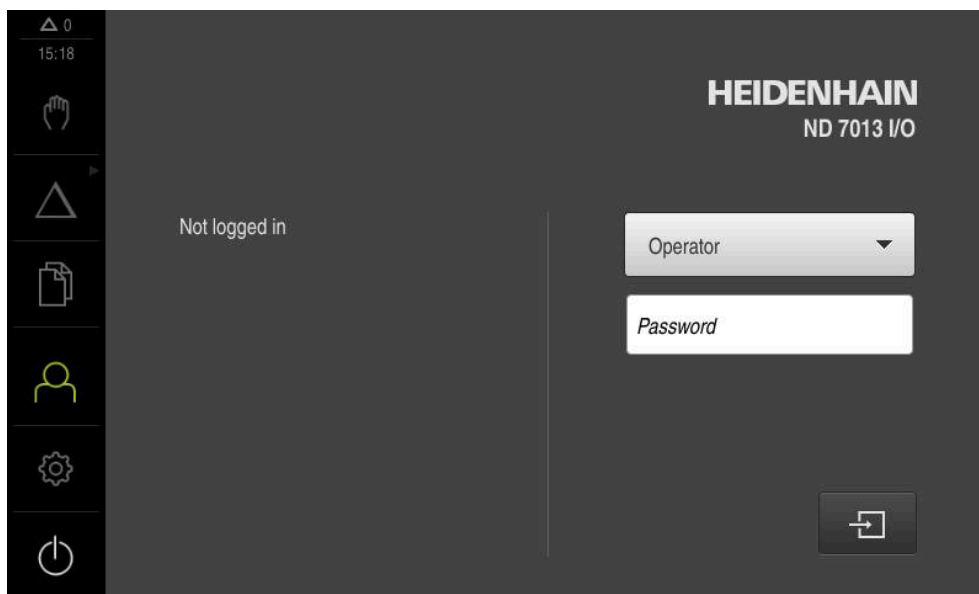 0
15:18
HEIDENHAIN
ND 7013 I/O
Not logged in
Operator
Password